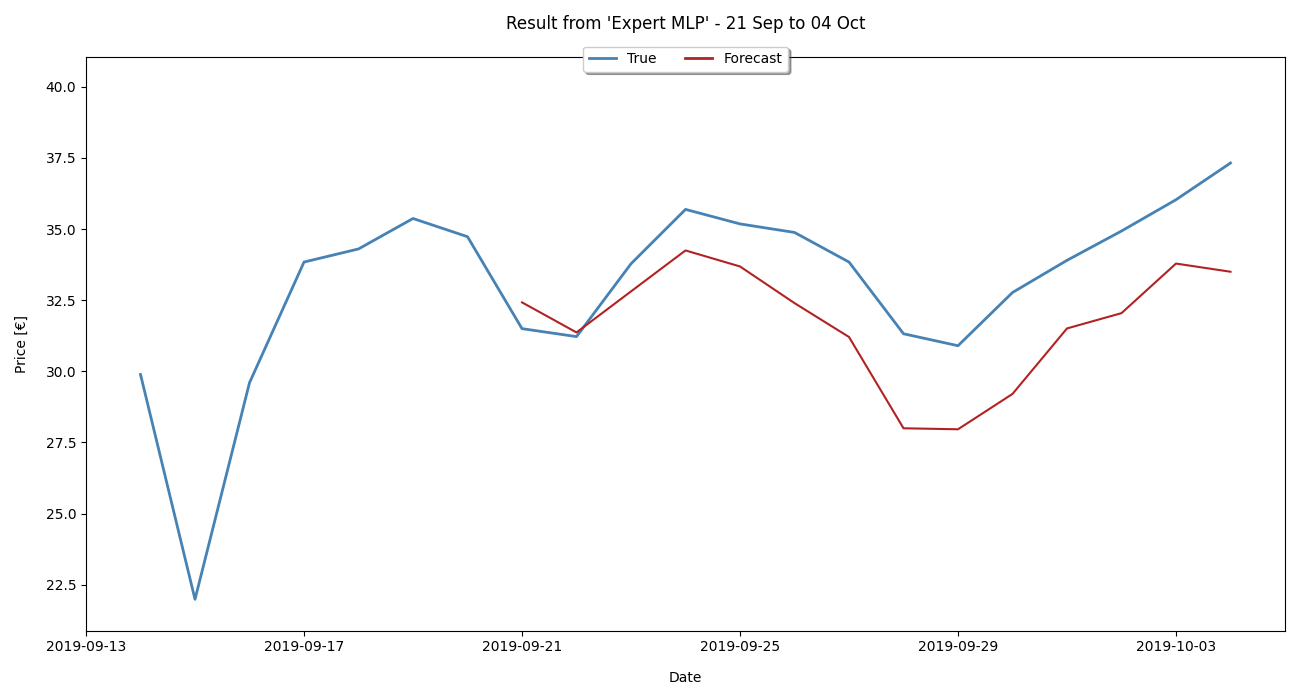 Result from 'Expert MLP' - 21 Sep to 04 Oct
True
Forecast
40.0
37.5
35.0
32.5
30.0
27.5
25.0
22.5
Price [€]
2019-09-13
2019-09-17
2019-09-21
2019-09-25
2019-09-29
2019-10-03
Date